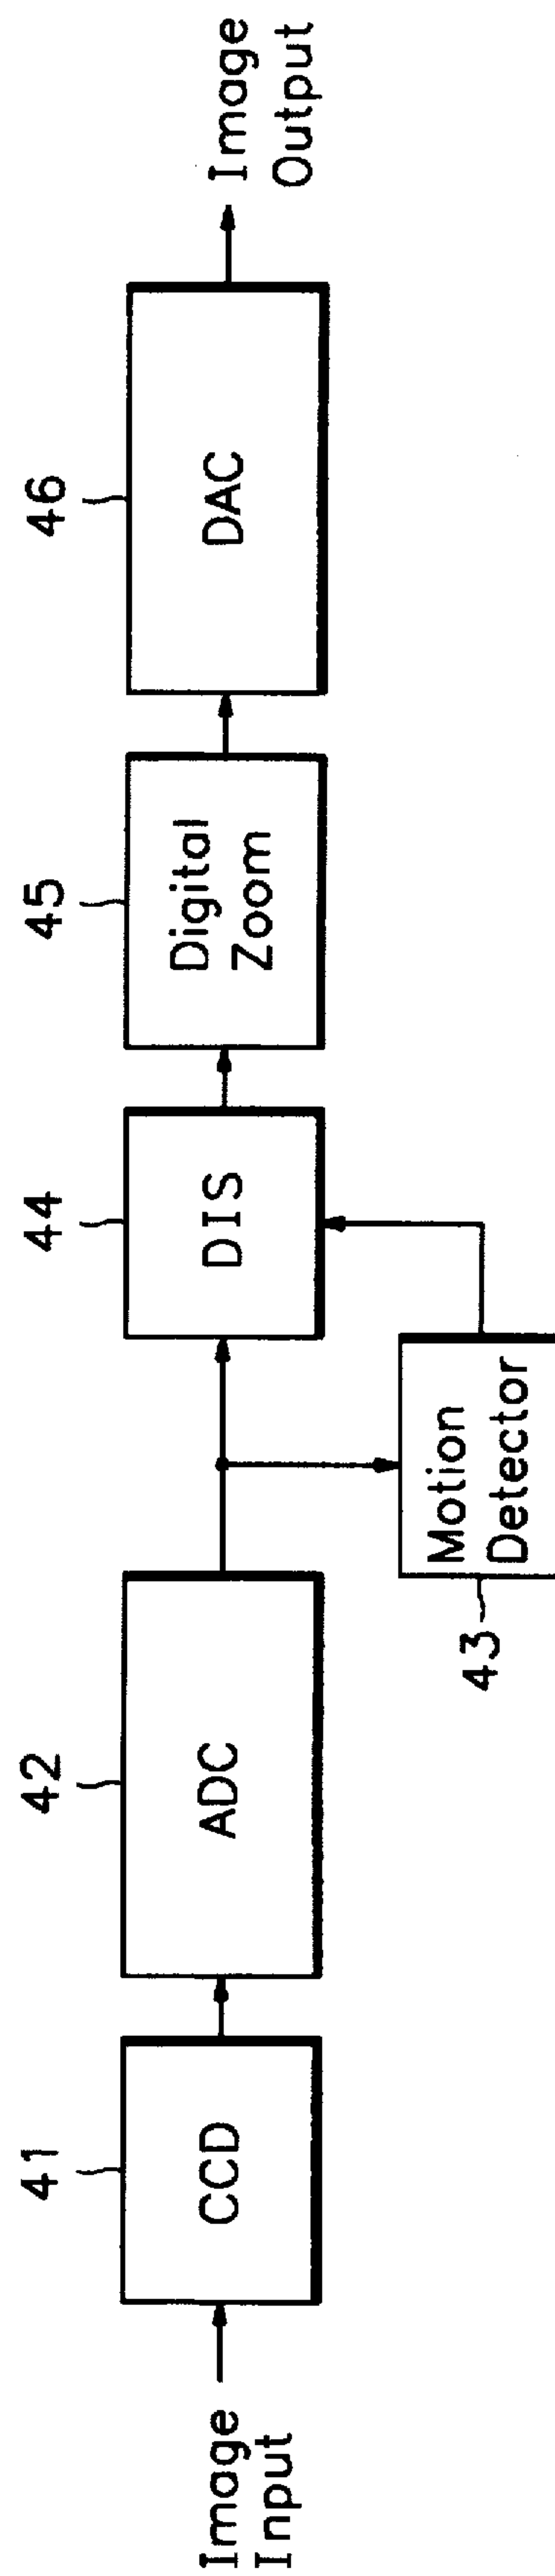 Image
Input
41
CCD
42
ADC
43
Motion
Detector
44
DIS
45
Digital
Zoom
46
DAC
Image
Output